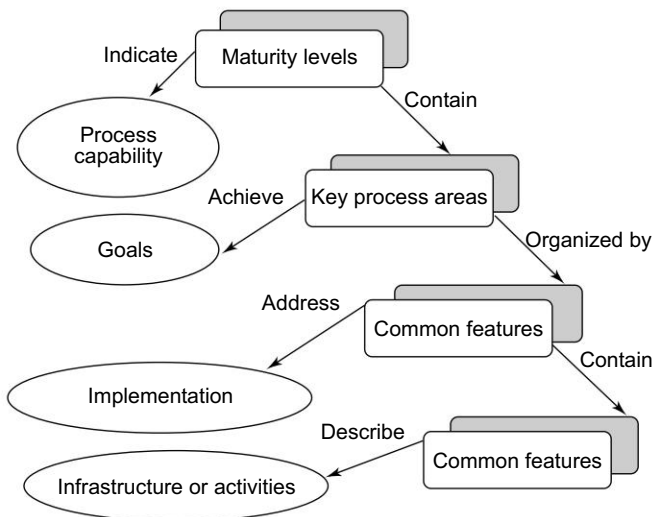 Indicate
Maturity levels
Contain
Process
capability
Achieve
Key process areas
Goals
Organized by
Address
Common features
Contain
Implementation
Describe
Common features
Infrastructure or activities